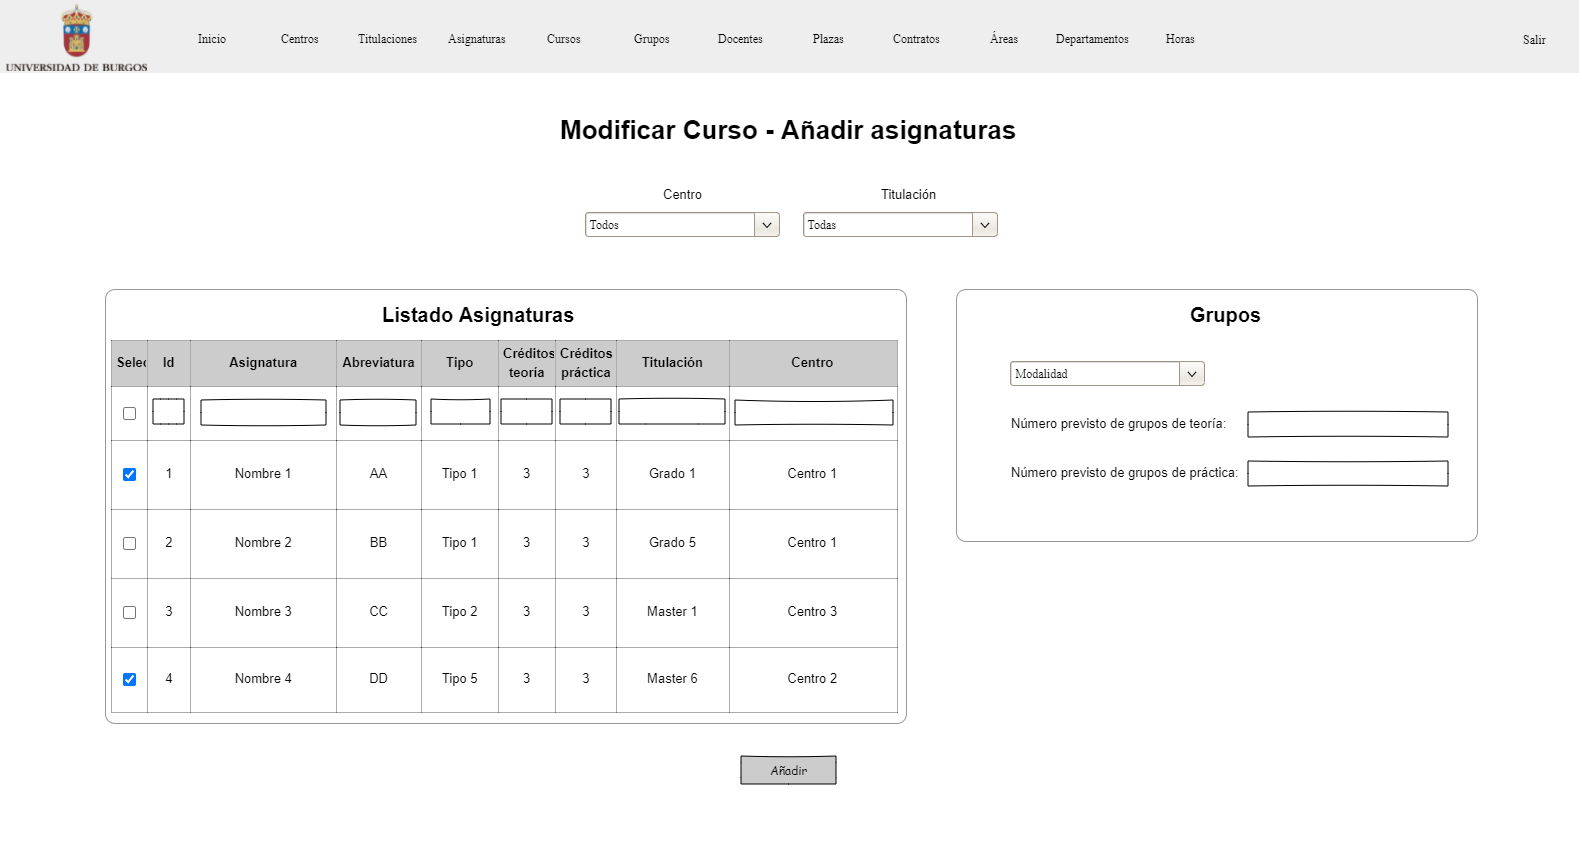 UNIVERSIDAD DE BURGOS
Inicio Centros Titulaciones Asignaturas Cursos Grupos Docentes Plazas Contratos Áreas Departamentos Horas Salir
Modificar Curso - Añadir asignaturas
Centro Titulación
Todos Todas
Listado Asignaturas
Selec Id Asignatura Abreviatura Tipo Créditos teoría Créditos práctica Titulación Centro
1 Nombre 1 AA Tipo 1 3 3 Grado 1 Centro 1
2 Nombre 2 BB Tipo 1 3 3 Grado 5 Centro 1
3 Nombre 3 CC Tipo 2 3 3 Master 1 Centro 3
4 Nombre 4 DD Tipo 5 3 3 Master 6 Centro 2
Grupos
Modalidad
Número previsto de grupos de teoría:
Número previsto de grupos de práctica:
Añadir